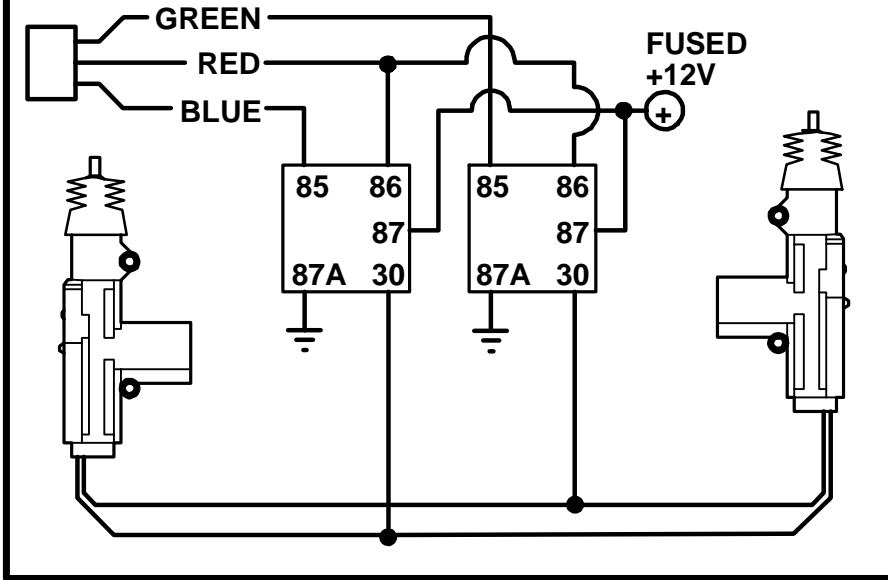 GREEN
FUSED
+12V
RED
+
BLUE
85 86
87
87A 30
85 86
87
87A 30